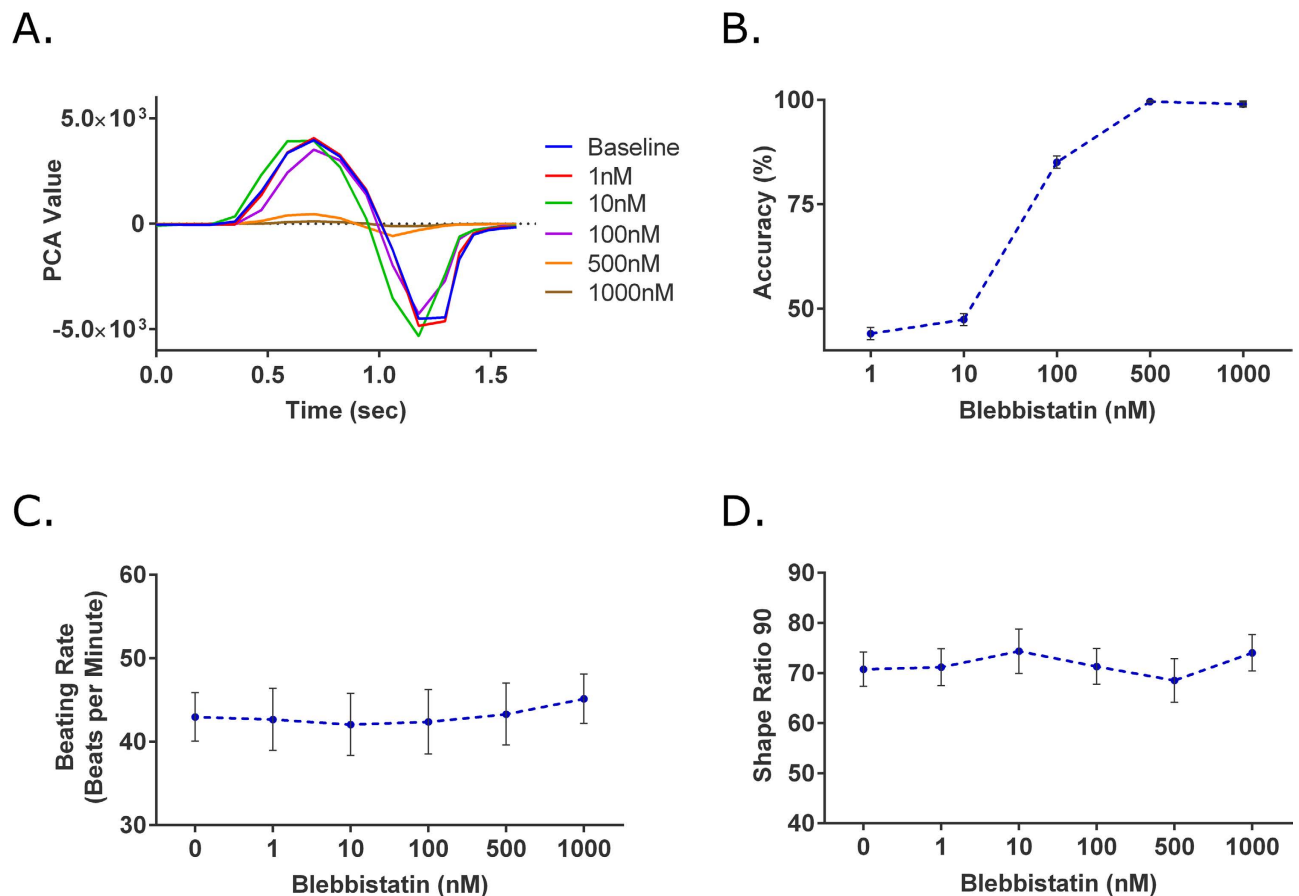 A.
PCA Value
5.0×10³
0
-5.0×10³
0.0
0.5
1.0
1.5
Time (sec)
Baseline
1nM
10nM
100nM
500nM
1000nM
B.
Accuracy (%)
100
75
50
1
10
100
500
1000
Blebbistatin (nM)
C.
Beating Rate
(Beats per Minute)
60
50
40
30
0
1
10
100
500
1000
Blebbistatin (nM)
D.
Shape Ratio 90
90
80
70
60
50
40
0
1
10
100
500
1000
Blebbistatin (nM)